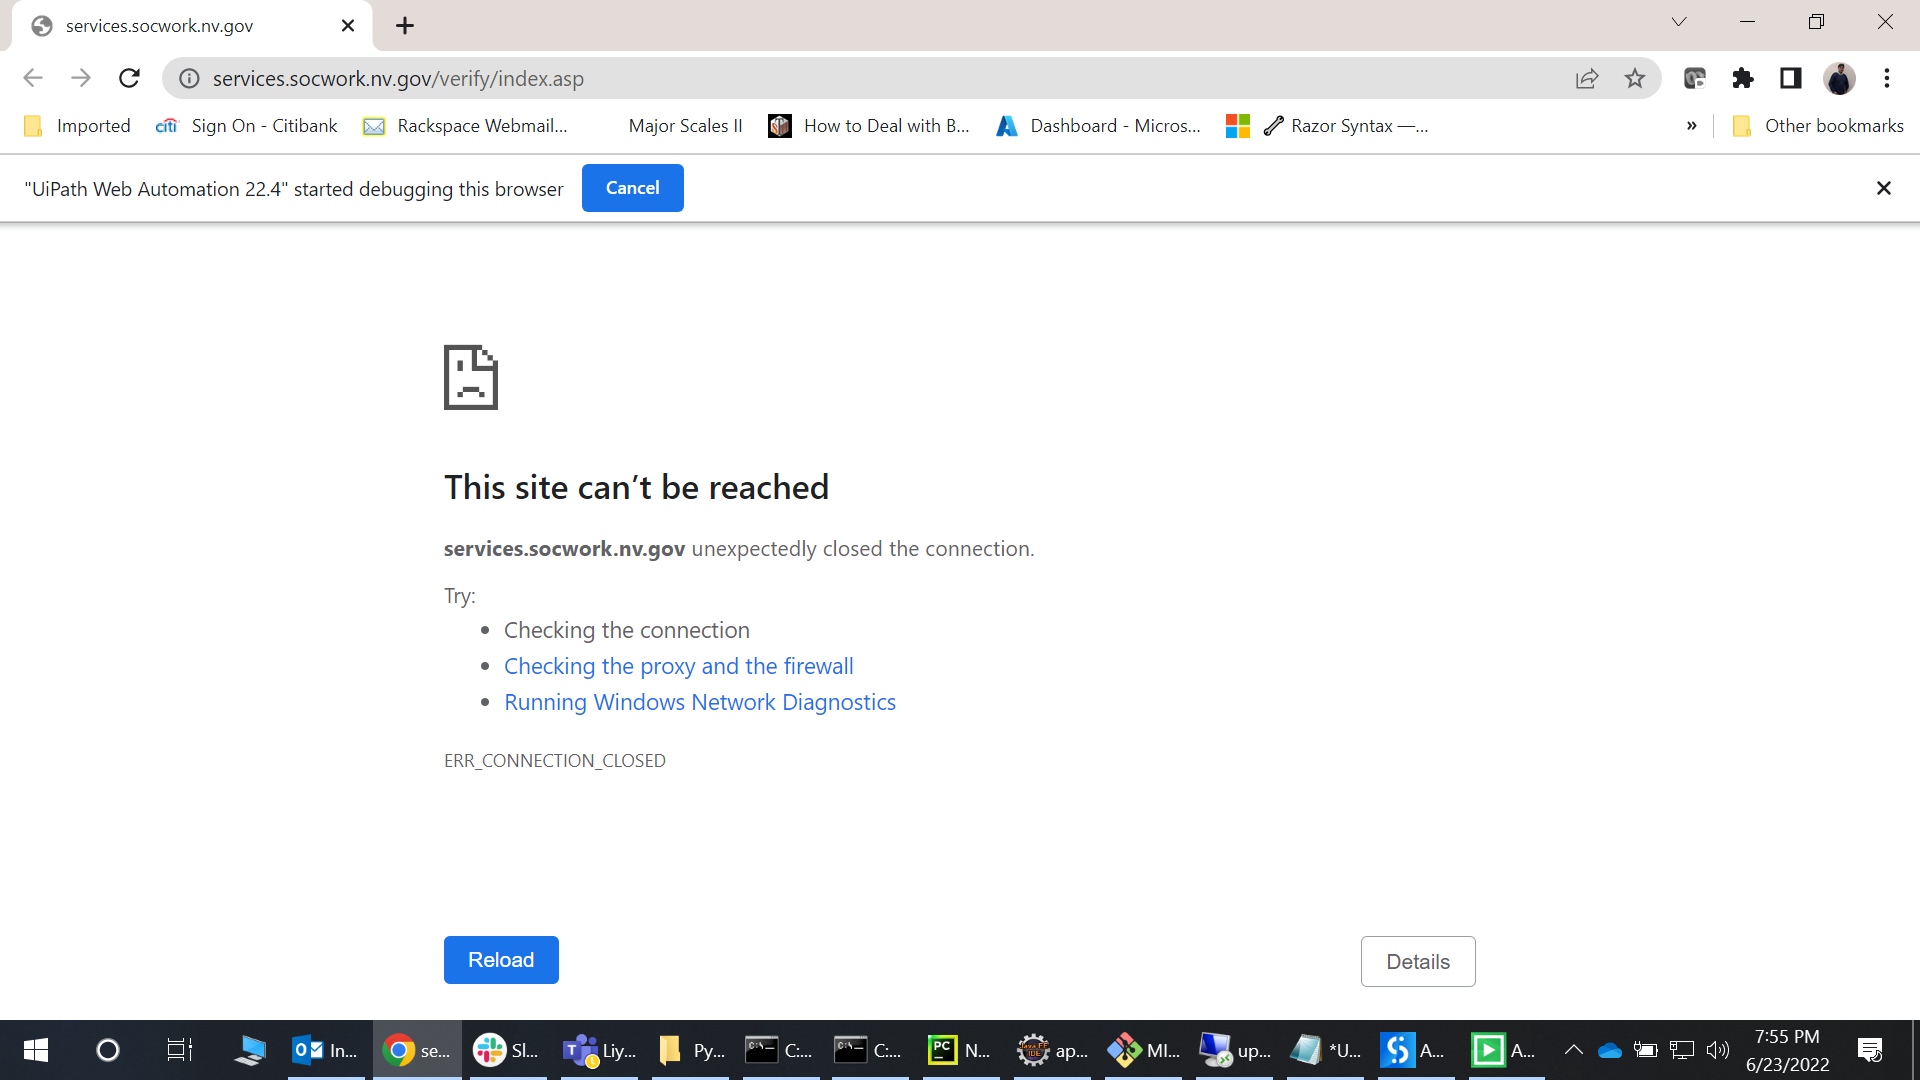 services.socwork.nv.gov
services.socwork.nv.gov/verify/index.asp
Imported
citi
Sign On - Citibank
Rackspace Webmail...
Major Scales II
How to Deal with B...
Dashboard - Micros...
Razor Syntax —...
»
Other bookmarks
"UiPath Web Automation 22.4" started debugging this browser
Cancel
This site can’t be reached
services.socwork.nv.gov unexpectedly closed the connection.
Try:
• Checking the connection
• Checking the proxy and the firewall
• Running Windows Network Diagnostics
ERR_CONNECTION_CLOSED
Reload
Details
In...
se...
Sl...
Liy...
Py...
C:...
C:...
PC
N...
ap...
MI...
up...
*U...
A...
A...
7:55 PM
6/23/2022